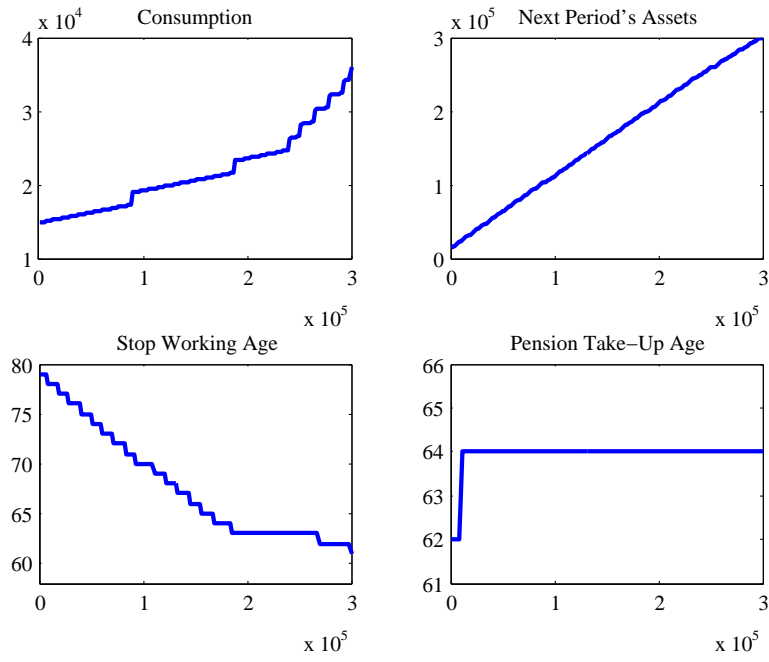 Consumption
x 10^4
4
3
2
1
0 1 2 3
x 10^5
Next Period's Assets
x 10^5
3
2
1
0
0 1 2 3
x 10^5
Stop Working Age
80
75
70
65
60
0 1 2 3
x 10^5
Pension Take−Up Age
66
65
64
63
62
61
0 1 2 3
x 10^5